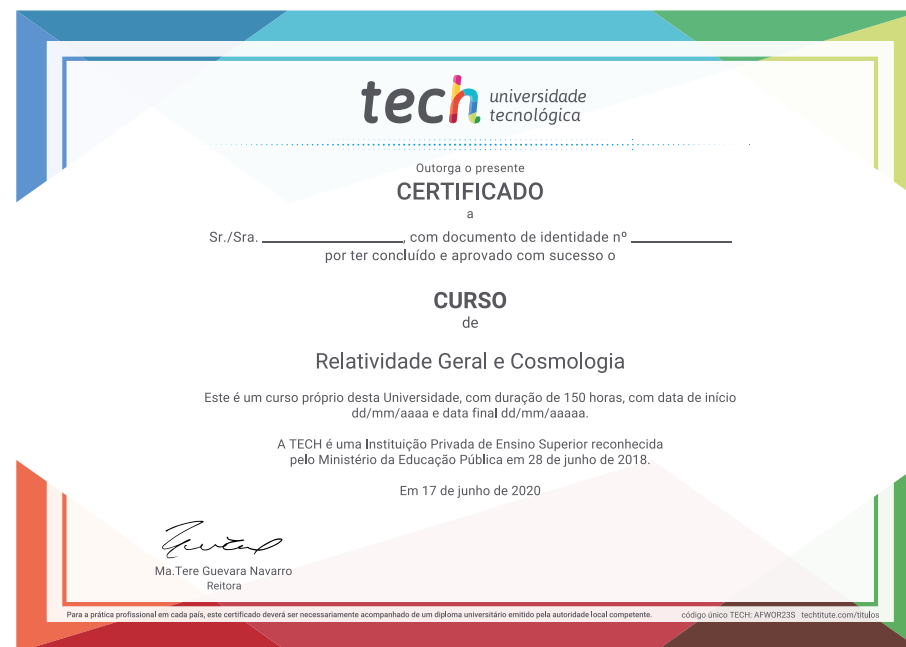 tech universidade
tecnológica
Outorga o presente
CERTIFICADO
a
Sr./Sra. ____________, com documento de identidade nº ____________
por ter concluído e aprovado com sucesso o
CURSO
de
Relatividade Geral e Cosmologia
Este é um curso próprio desta Universidade, com duração de 150 horas, com data de início
dd/mm/aaaa e data final dd/mm/aaaaa.
A TECH é uma Instituição Privada de Ensino Superior reconhecida
pelo Ministério da Educação Pública em 28 de junho de 2018.
Em 17 de junho de 2020
Ma.Tere Guevara Navarro
Reitora
Para a prática profissional em cada país, este certificado deverá ser necessariamente acompanhado de um diploma universitário emitido pela autoridade local competente. código único TECH: AFWOR23S techtitute.com/titulos